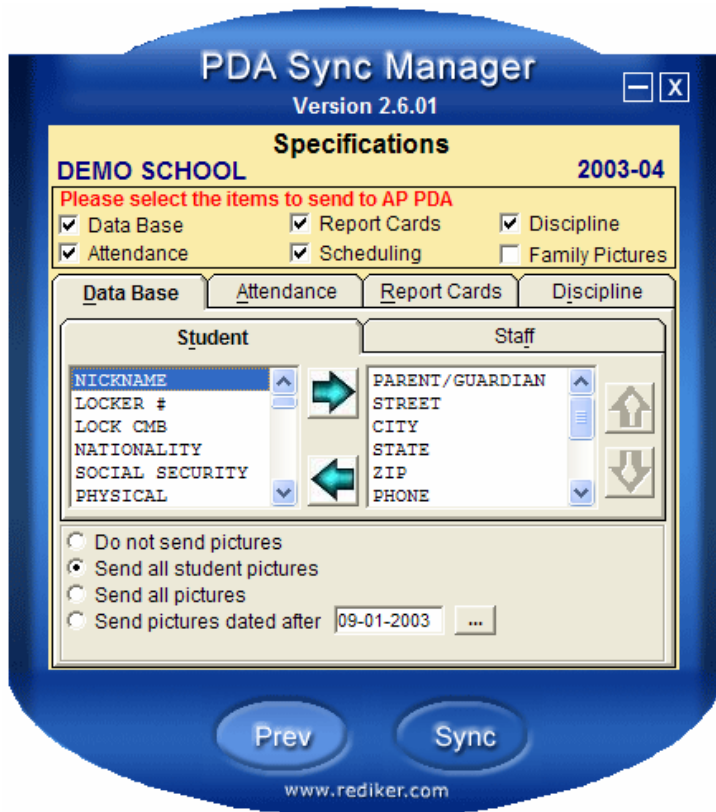 PDA Sync Manager
Version 2.6.01
X
Specifications
DEMO SCHOOL 2003-04
Please select the items to send to AP PDA
Data Base Report Cards Discipline
Attendance Scheduling Family Pictures
Data Base Attendance Report Cards Discipline
Student Staff
NICKNAME PARENT/GUARDIAN
LOCKER # STREET
LOCK CMB CITY
NATIONALITY STATE
SOCIAL SECURITY ZIP
PHYSICAL PHONE
Do not send pictures
Send all student pictures
Send all pictures
Send pictures dated after 09-01-2003 ...
Prev Sync
www.rediker.com